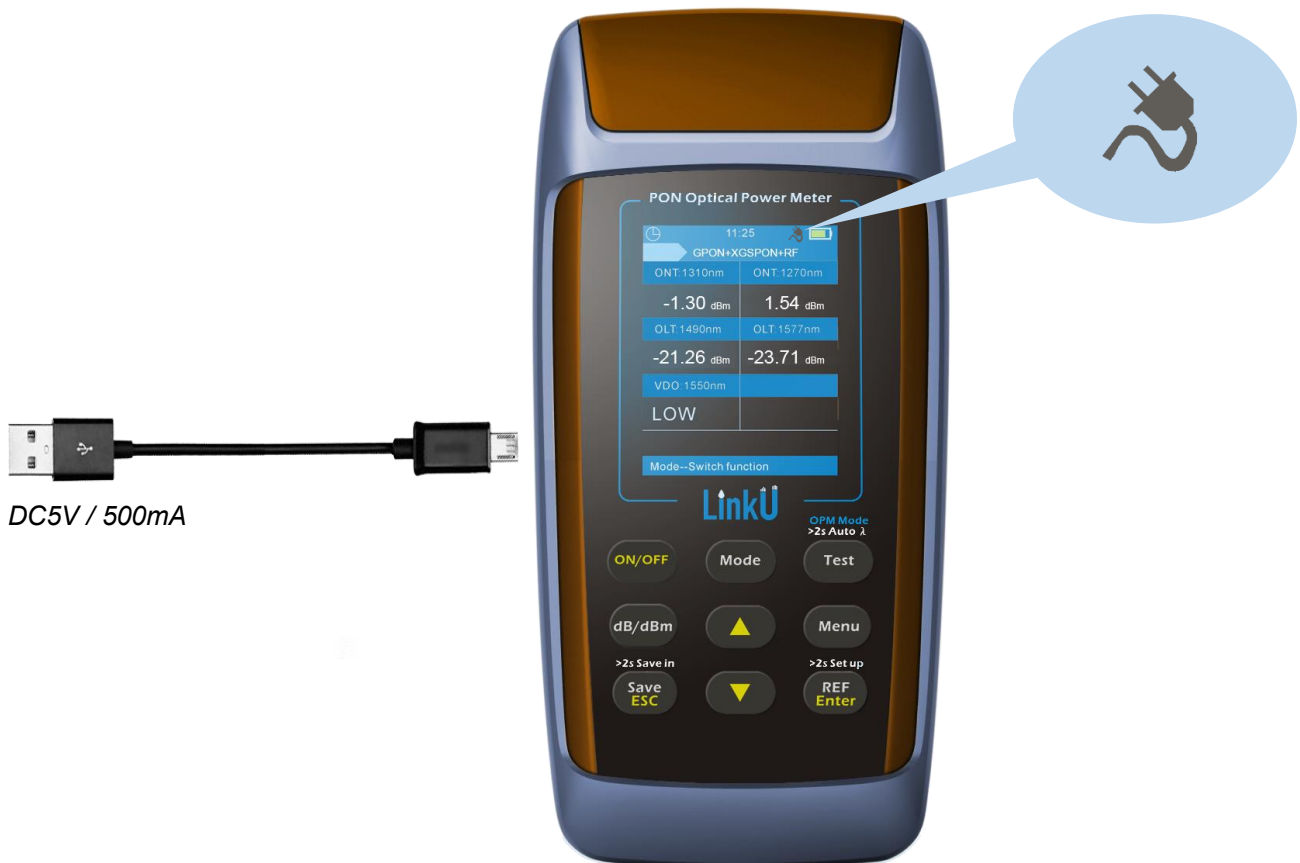 PON Optical Power Meter
11:25
GPON+XGSPON+RF
ONT:1310nm ONT:1270nm
-1.30 dBm 1.54 dBm
OLT:1490nm OLT:1577nm
-21.26 dBm -23.71 dBm
VDO:1550nm
LOW
Mode--Switch function
LinkÜ
DC5V / 500mA
OPM Mode
>2s Auto λ
ON/OFF Mode Test
dB/dBm Menu
>2s Save in >2s Set up
Save REF
ESC Enter